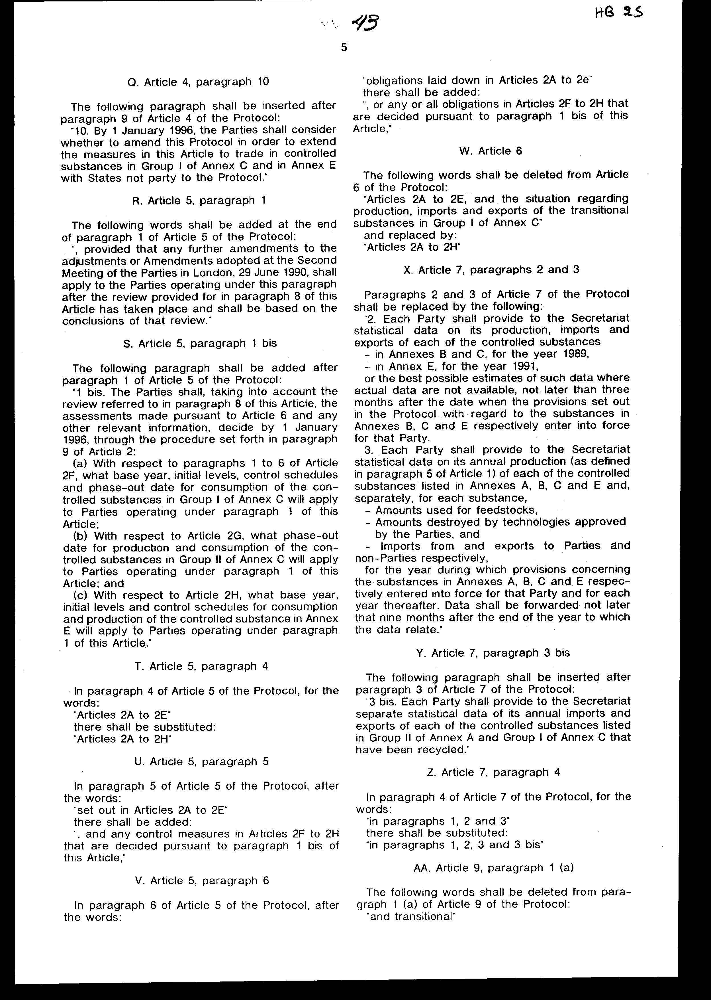 HB 25
43
5
Q. Article 4, paragraph 10
The following paragraph shall be inserted after
paragraph 9 of Article 4 of the Protocol:
"10. By 1 January 1996, the Parties shall consider
whether to amend this Protocol in order to extend
the measures in this Article to trade in controlled
substances in Group I of Annex C and in Annex E
with States not party to the Protocol."
R. Article 5, paragraph 1
The following words shall be added at the end
of paragraph 1 of Article 5 of the Protocol:
", provided that any further amendments to the
adjustments or Amendments adopted at the Second
Meeting of the Parties in London, 29 June 1990, shall
apply to the Parties operating under this paragraph
after the review provided for in paragraph 8 of this
Article has taken place and shall be based on the
conclusions of that review."
S. Article 5, paragraph 1 bis
The following paragraph shall be added after
paragraph 1 of Article 5 of the Protocol:
"1 bis. The Parties shall, taking into account the
review referred to in paragraph 8 of this Article, the
assessments made pursuant to Article 6 and any
other relevant information, decide by 1 January
1996, through the procedure set forth in paragraph
9 of Article 2:
(a) With respect to paragraphs 1 to 6 of Article
2F, what base year, initial levels, control schedules
and phase-out date for consumption of the con-
trolled substances in Group I of Annex C will apply
to Parties operating under paragraph 1 of this
Article;
(b) With respect to Article 2G, what phase-out
date for production and consumption of the con-
trolled substances in Group II of Annex C will apply
to Parties operating under paragraph 1 of this
Article; and
(c) With respect to Article 2H, what base year,
initial levels and control schedules for consumption
and production of the controlled substance in Annex
E will apply to Parties operating under paragraph
1 of this Article."
T. Article 5, paragraph 4
In paragraph 4 of Article 5 of the Protocol, for the
words:
"Articles 2A to 2E"
there shall be substituted:
"Articles 2A to 2H"
U. Article 5, paragraph 5
In paragraph 5 of Article 5 of the Protocol, after
the words:
"set out in Articles 2A to 2E"
there shall be added:
", and any control measures in Articles 2F to 2H
that are decided pursuant to paragraph 1 bis of
this Article,"
V. Article 5, paragraph 6
In paragraph 6 of Article 5 of the Protocol, after
the words:
"obligations laid down in Articles 2A to 2e"
there shall be added:
", or any or all obligations in Articles 2F to 2H that
are decided pursuant to paragraph 1 bis of this
Article,"
W. Article 6
The following words shall be deleted from Article
6 of the Protocol:
"Articles 2A to 2E, and the situation regarding
production, imports and exports of the transitional
substances in Group I of Annex C"
and replaced by:
"Articles 2A to 2H"
X. Article 7, paragraphs 2 and 3
Paragraphs 2 and 3 of Article 7 of the Protocol
shall be replaced by the following:
"2. Each Party shall provide to the Secretariat
statistical data on its production, imports and
exports of each of the controlled substances
– in Annexes B and C, for the year 1989,
– in Annex E, for the year 1991,
or the best possible estimates of such data where
actual data are not available, not later than three
months after the date when the provisions set out
in the Protocol with regard to the substances in
Annexes B, C and E respectively enter into force
for that Party.
3. Each Party shall provide to the Secretariat
statistical data on its annual production (as defined
in paragraph 5 of Article 1) of each of the controlled
substances listed in Annexes A, B, C and E and,
separately, for each substance,
– Amounts used for feedstocks,
– Amounts destroyed by technologies approved
by the Parties, and
– Imports from and exports to Parties and
non-Parties respectively,
for the year during which provisions concerning
the substances in Annexes A, B, C and E respec-
tively entered into force for that Party and for each
year thereafter. Data shall be forwarded not later
that nine months after the end of the year to which
the data relate."
Y. Article 7, paragraph 3 bis
The following paragraph shall be inserted after
paragraph 3 of Article 7 of the Protocol:
"3 bis. Each Party shall provide to the Secretariat
separate statistical data of its annual imports and
exports of each of the controlled substances listed
in Group II of Annex A and Group I of Annex C that
have been recycled."
Z. Article 7, paragraph 4
In paragraph 4 of Article 7 of the Protocol, for the
words:
"in paragraphs 1, 2 and 3"
there shall be substituted:
"in paragraphs 1, 2, 3 and 3 bis"
AA. Article 9, paragraph 1 (a)
The following words shall be deleted from para-
graph 1 (a) of Article 9 of the Protocol:
"and transitional"